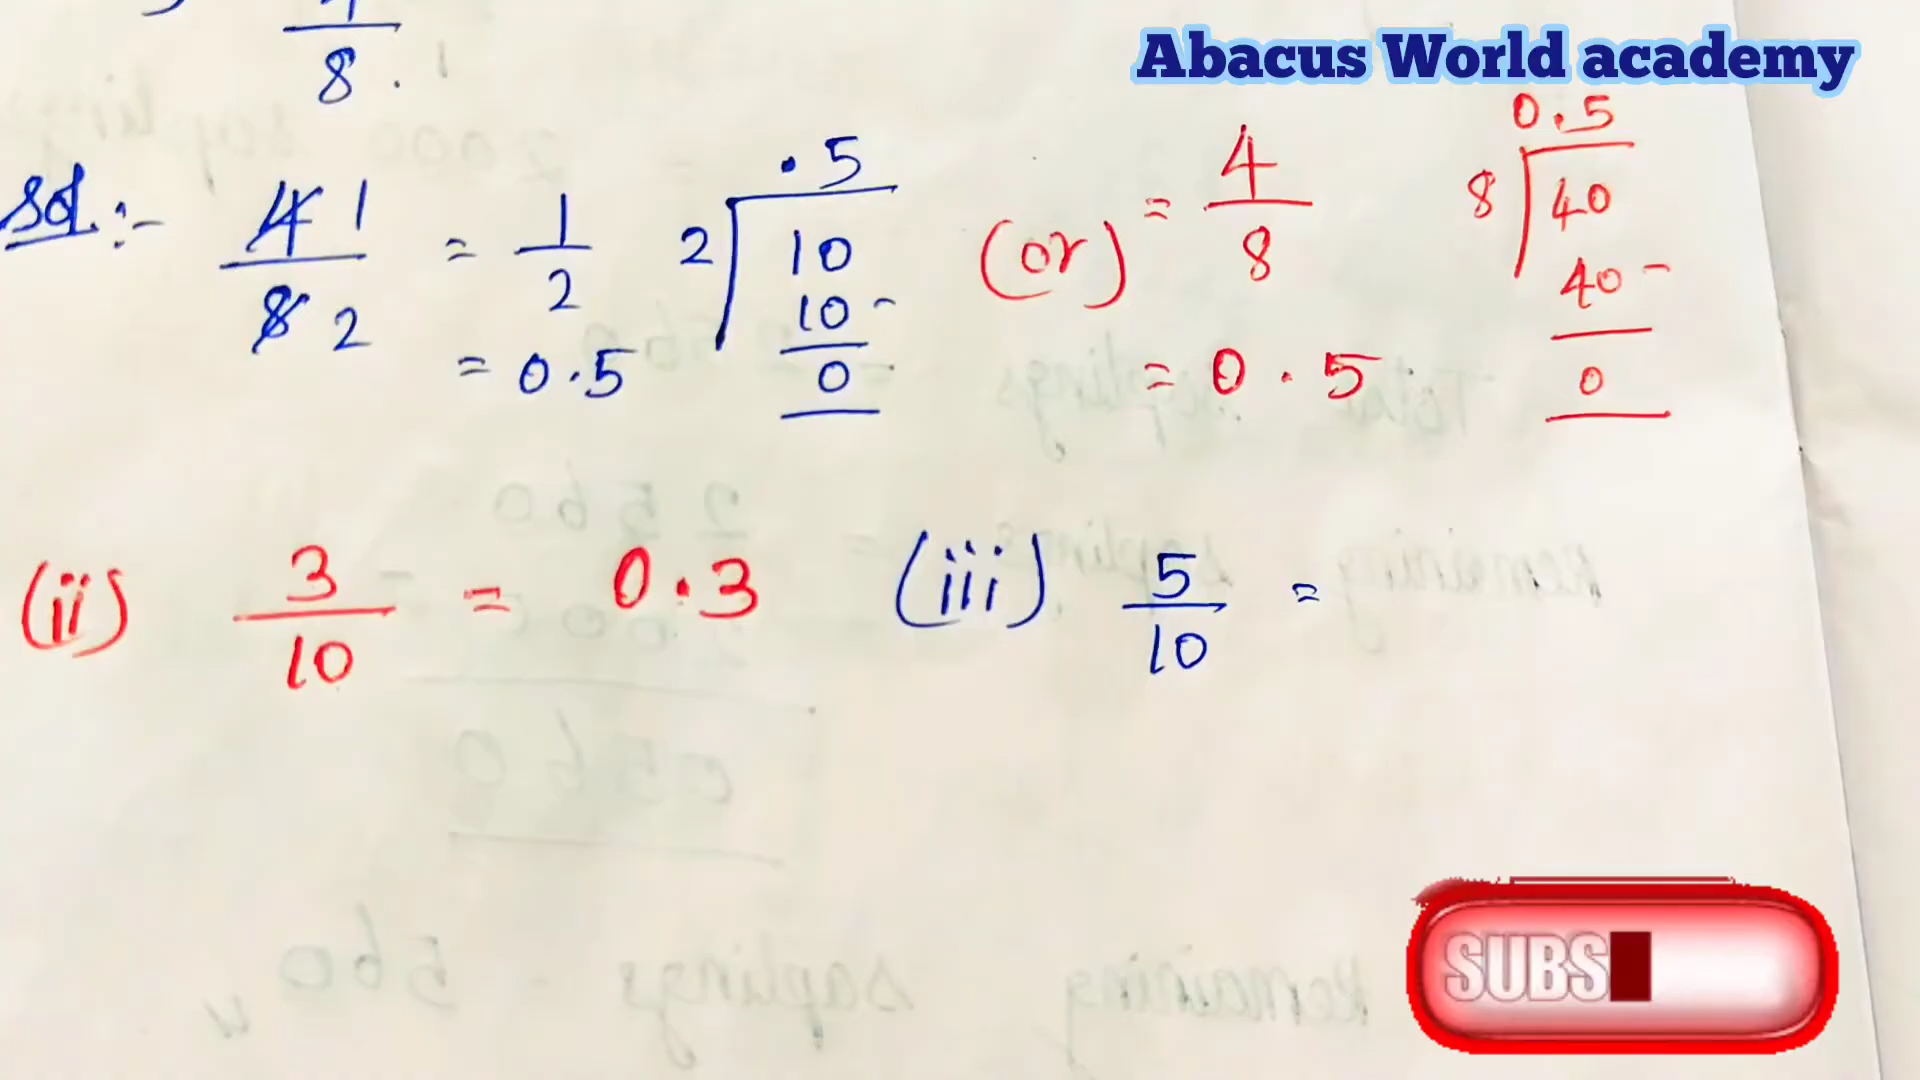 Abacus World academy
8.
Sol:- 4 1 / 8 2 = 1/2
2 .5
10
10 -
0
= 0.5
(or) = 4/8
= 0.5
0.5
8 40
40 -
0
(ii) 3/10 = 0.3
(iii) 5/10 =
SUBS